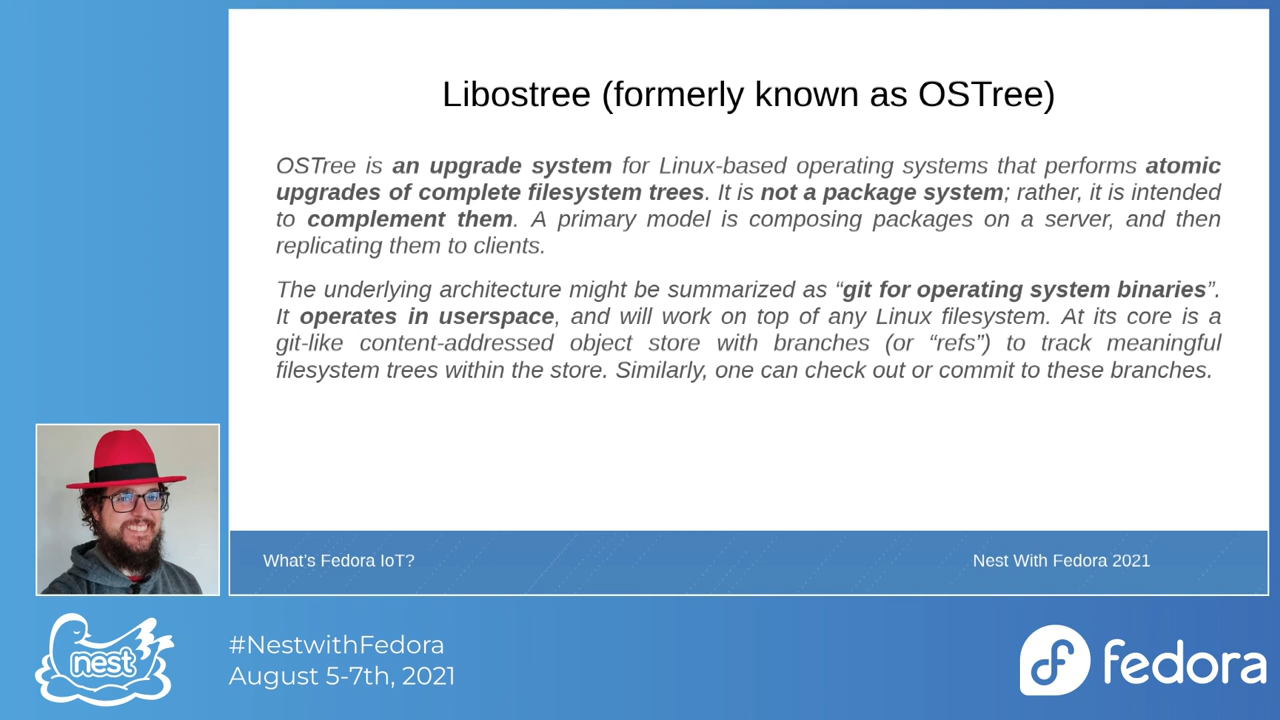 Libostree (formerly known as OSTree)
OSTree is an upgrade system for Linux-based operating systems that performs atomic
upgrades of complete filesystem trees. It is not a package system; rather, it is intended
to complement them. A primary model is composing packages on a server, and then
replicating them to clients.
The underlying architecture might be summarized as “git for operating system binaries”.
It operates in userspace, and will work on top of any Linux filesystem. At its core is a
git-like content-addressed object store with branches (or “refs”) to track meaningful
filesystem trees within the store. Similarly, one can check out or commit to these branches.
What's Fedora IoT?
Nest With Fedora 2021
nest
#NestwithFedora
August 5-7th, 2021
fedora